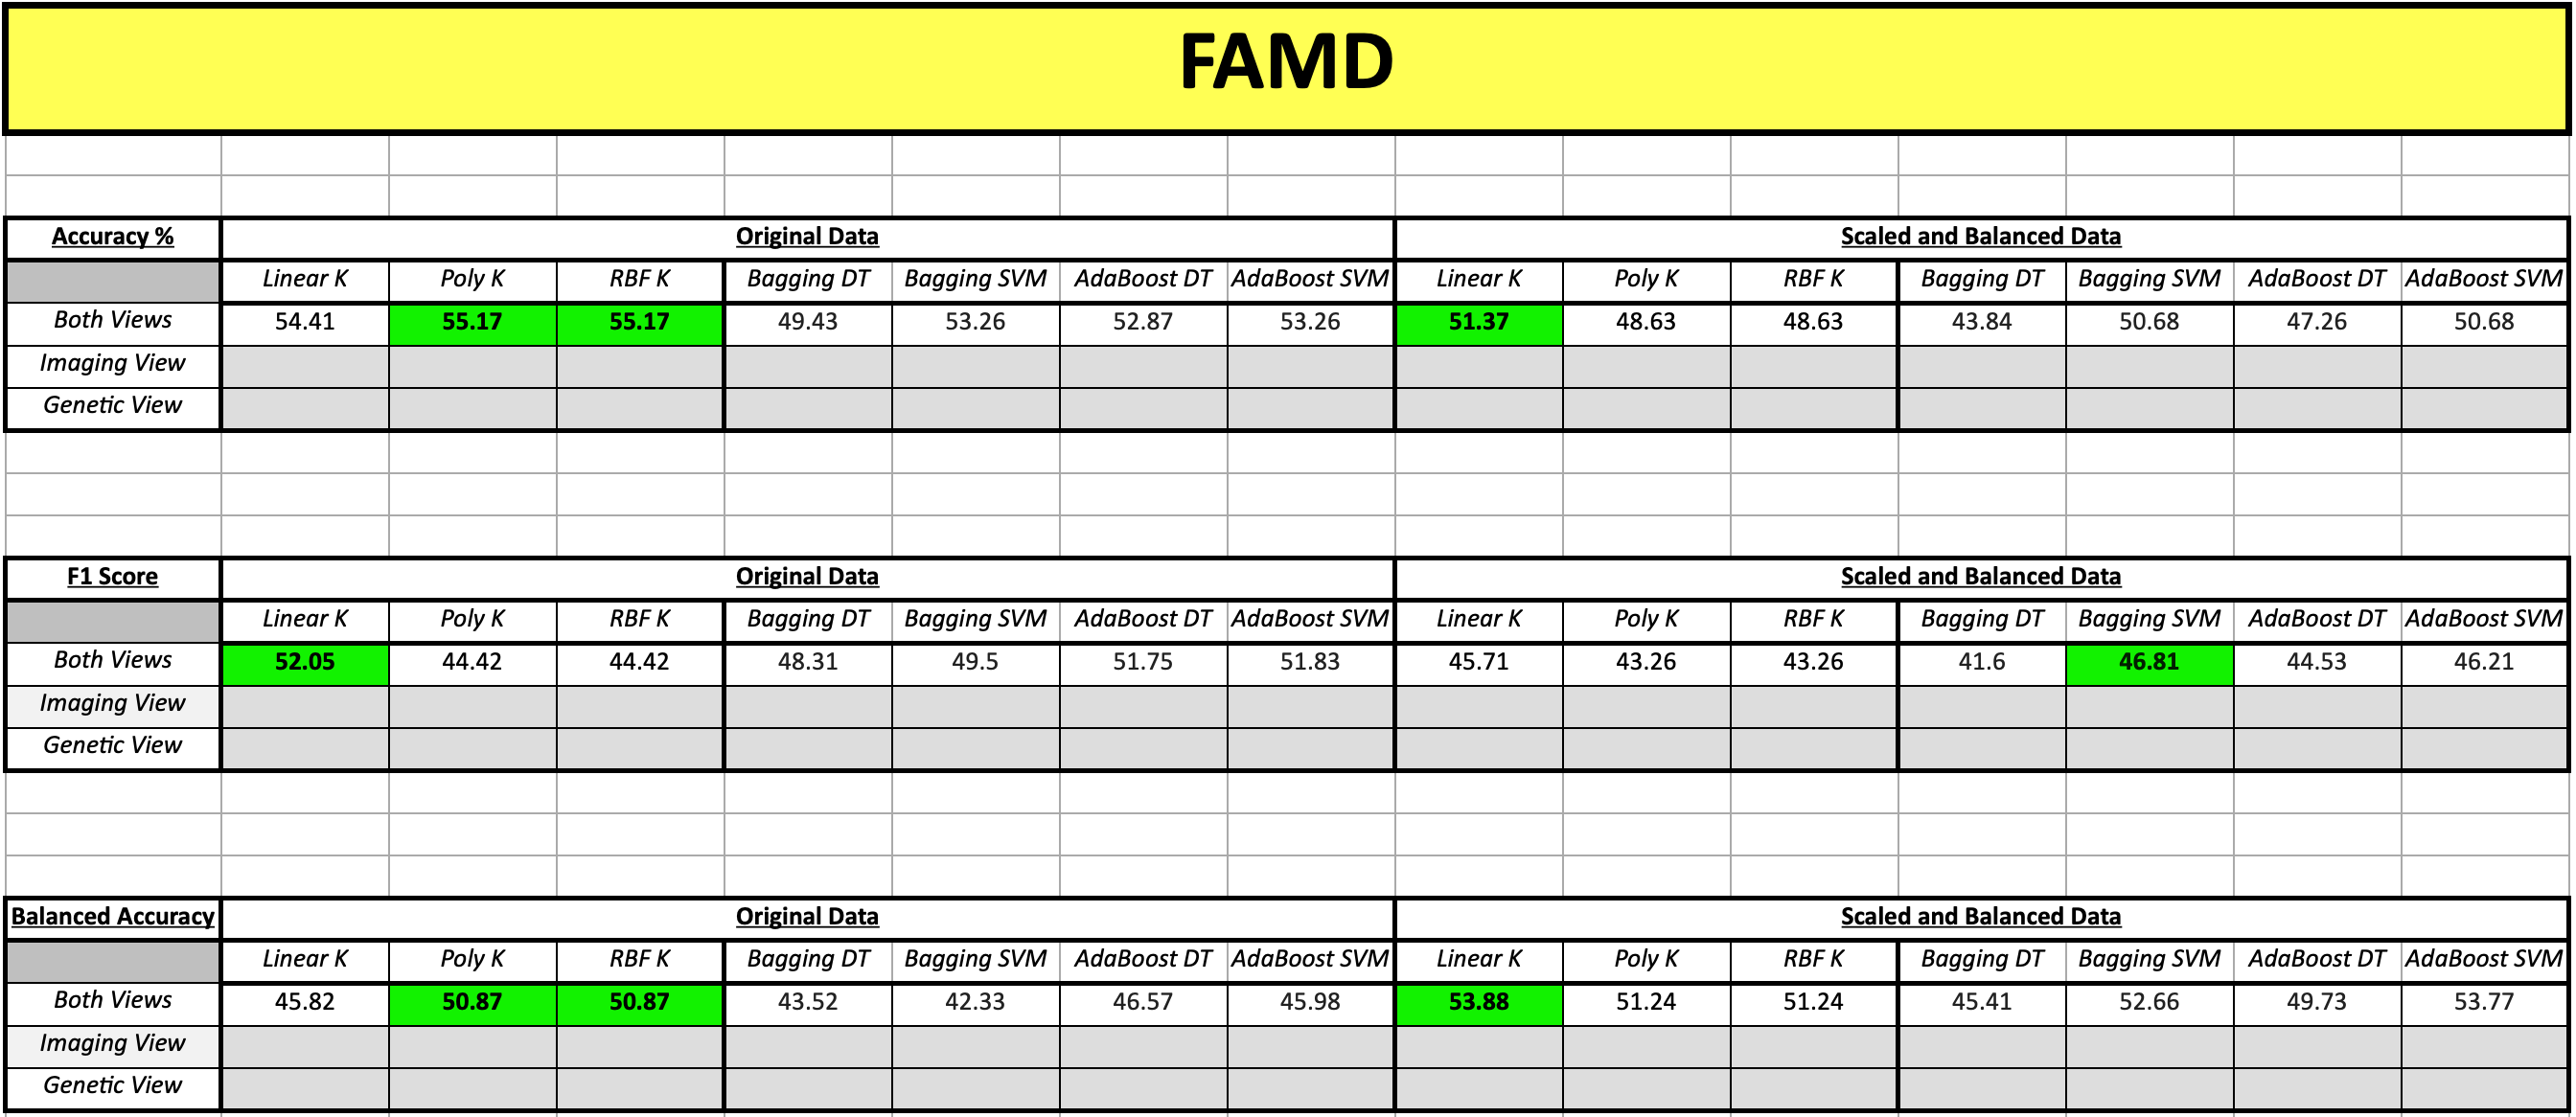 FAMD
Accuracy % Original Data Scaled and Balanced Data
Linear K Poly K RBF K Bagging DT Bagging SVM AdaBoost DT AdaBoost SVM Linear K Poly K RBF K Bagging DT Bagging SVM AdaBoost DT AdaBoost SVM
Both Views 54.41 55.17 55.17 49.43 53.26 52.87 53.26 51.37 48.63 48.63 43.84 50.68 47.26 50.68
Imaging View
Genetic View
F1 Score Original Data Scaled and Balanced Data
Linear K Poly K RBF K Bagging DT Bagging SVM AdaBoost DT AdaBoost SVM Linear K Poly K RBF K Bagging DT Bagging SVM AdaBoost DT AdaBoost SVM
Both Views 52.05 44.42 44.42 48.31 49.5 51.75 51.83 45.71 43.26 43.26 41.6 46.81 44.53 46.21
Imaging View
Genetic View
Balanced Accuracy Original Data Scaled and Balanced Data
Linear K Poly K RBF K Bagging DT Bagging SVM AdaBoost DT AdaBoost SVM Linear K Poly K RBF K Bagging DT Bagging SVM AdaBoost DT AdaBoost SVM
Both Views 45.82 50.87 50.87 43.52 42.33 46.57 45.98 53.88 51.24 51.24 45.41 52.66 49.73 53.77
Imaging View
Genetic View